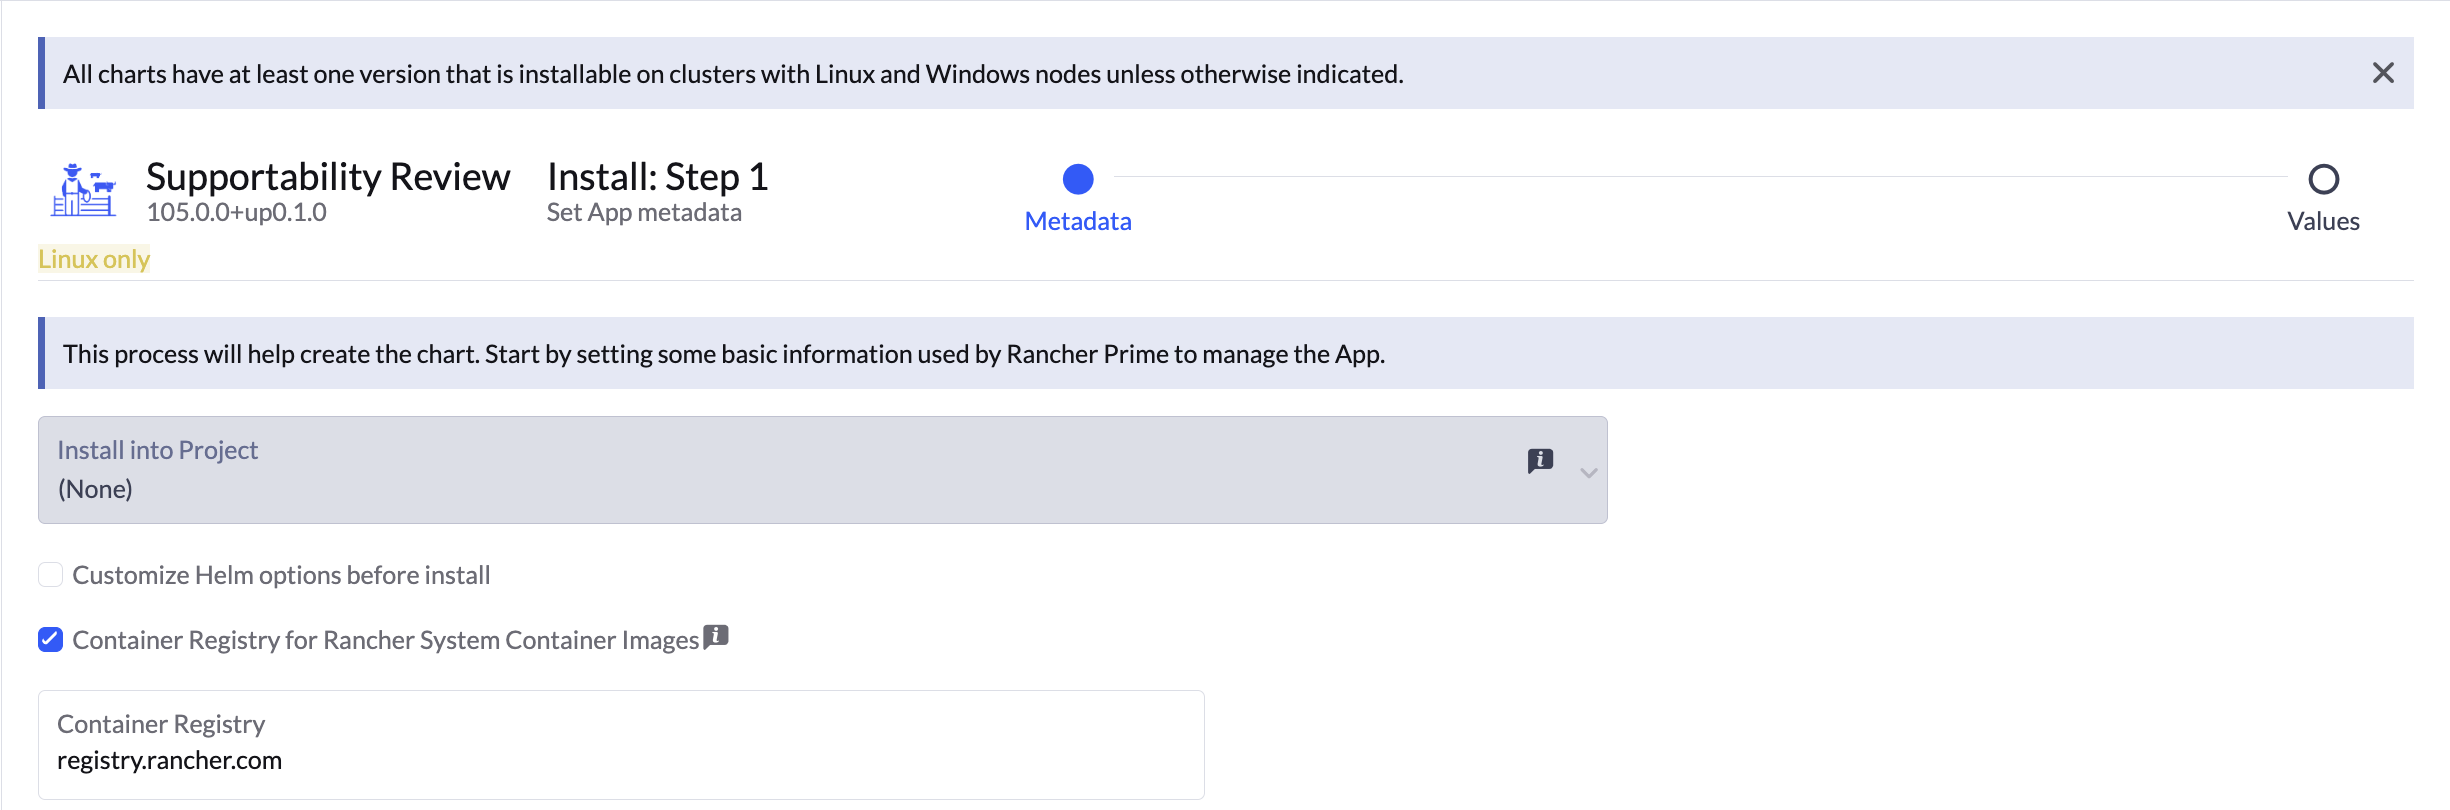 All charts have at least one version that is installable on clusters with Linux and Windows nodes unless otherwise indicated.
Supportability Review
105.0.0+up0.1.0
Install: Step 1
Set App metadata
Metadata
Values
Linux only
This process will help create the chart. Start by setting some basic information used by Rancher Prime to manage the App.
Install into Project
(None)
Customize Helm options before install
Container Registry for Rancher System Container Images
Container Registry
registry.rancher.com